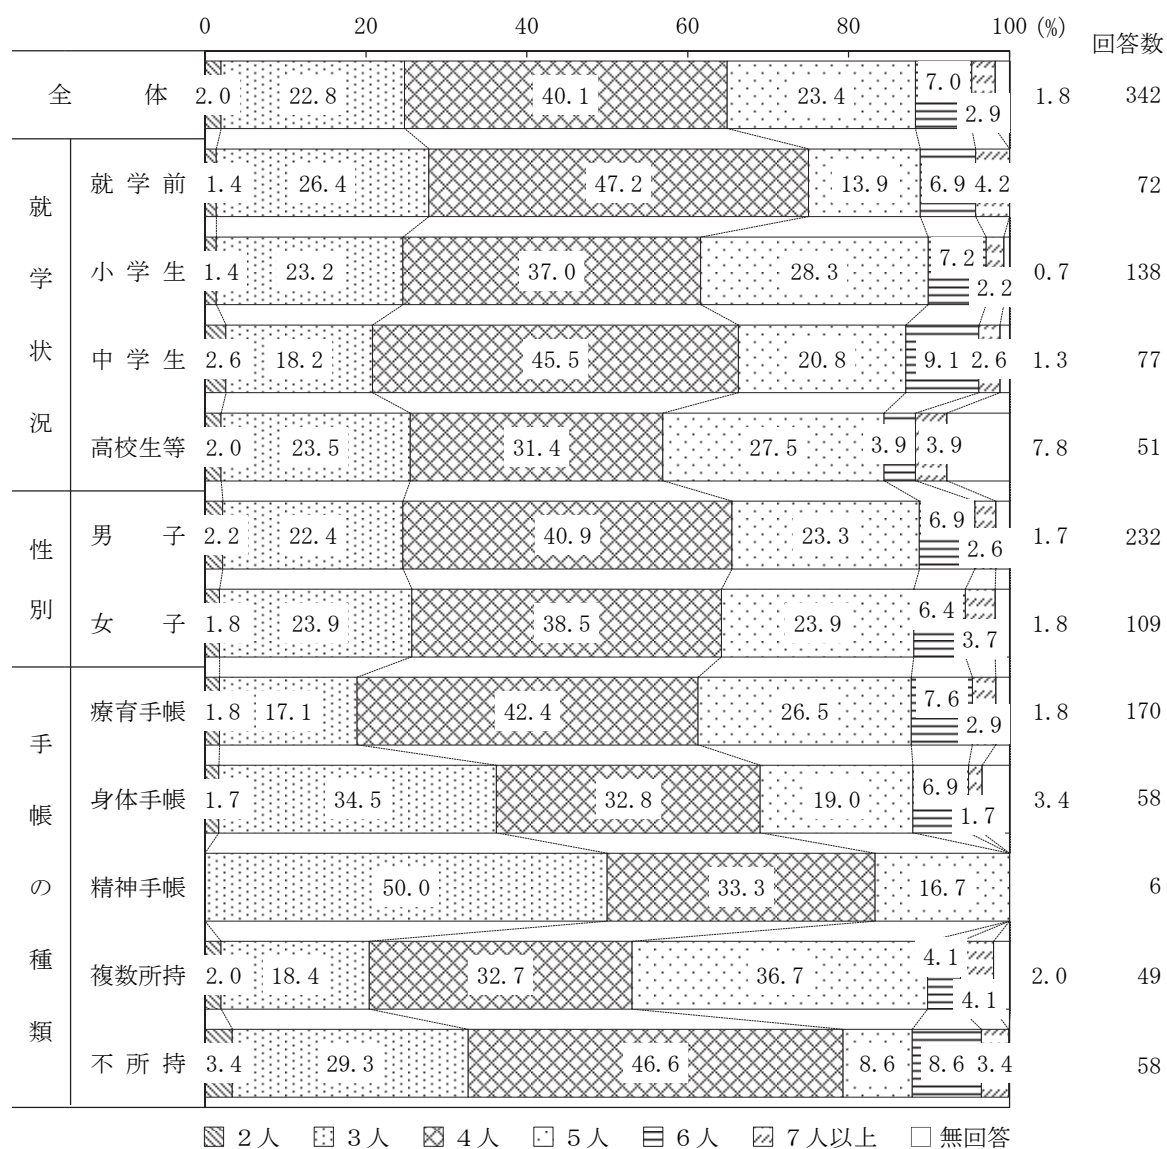 0 20 40 60 80 100 (%) 回答数
全 体 2.0 22.8 40.1 23.4 7.0 2.9 1.8 342
就学状況
就学前 1.4 26.4 47.2 13.9 6.9 4.2 72
小学生 1.4 23.2 37.0 28.3 7.2 2.2 0.7 138
中学生 2.6 18.2 45.5 20.8 9.1 2.6 1.3 77
高校生等 2.0 23.5 31.4 27.5 3.9 3.9 7.8 51
性別
男 子 2.2 22.4 40.9 23.3 6.9 2.6 1.7 232
女 子 1.8 23.9 38.5 23.9 6.4 3.7 1.8 109
手帳の種類
療育手帳 1.8 17.1 42.4 26.5 7.6 2.9 1.8 170
身体手帳 1.7 34.5 32.8 19.0 6.9 1.7 3.4 58
精神手帳 50.0 33.3 16.7 6
複数所持 2.0 18.4 32.7 36.7 4.1 4.1 2.0 49
不所持 3.4 29.3 46.6 8.6 8.6 3.4 58
２人 ３人 ４人 ５人 ６人 ７人以上 無回答